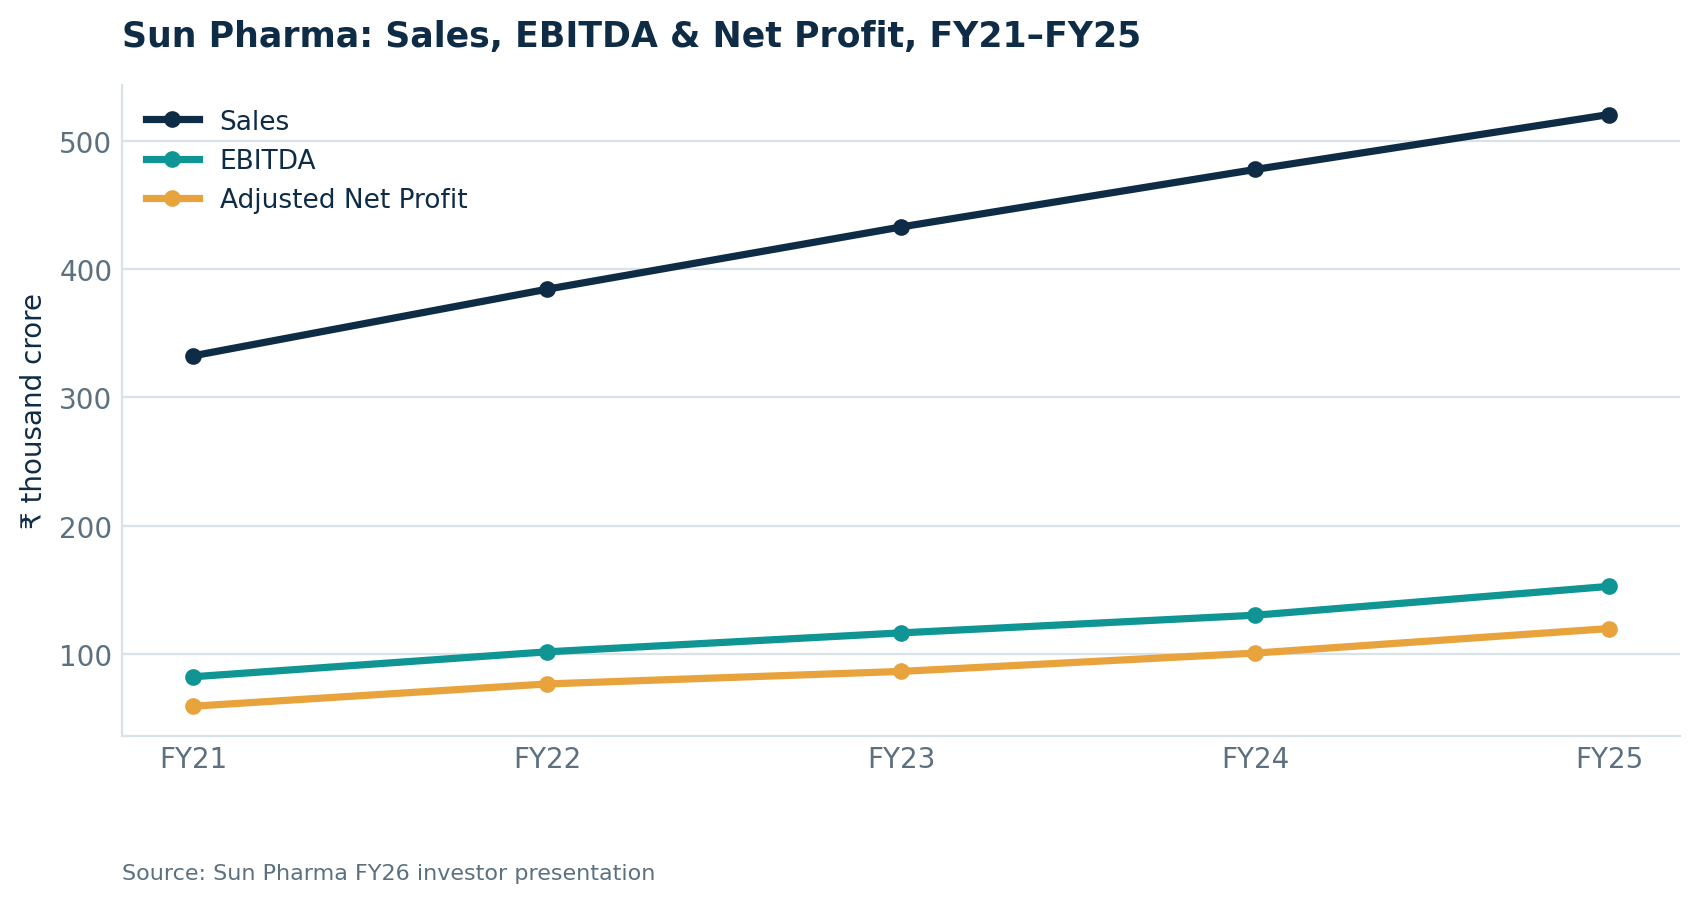 Sun Pharma: Sales, EBITDA & Net Profit, FY21–FY25
Sales
EBITDA
Adjusted Net Profit
₹ thousand crore
500
400
300
200
100
FY21
FY22
FY23
FY24
FY25
Source: Sun Pharma FY26 investor presentation